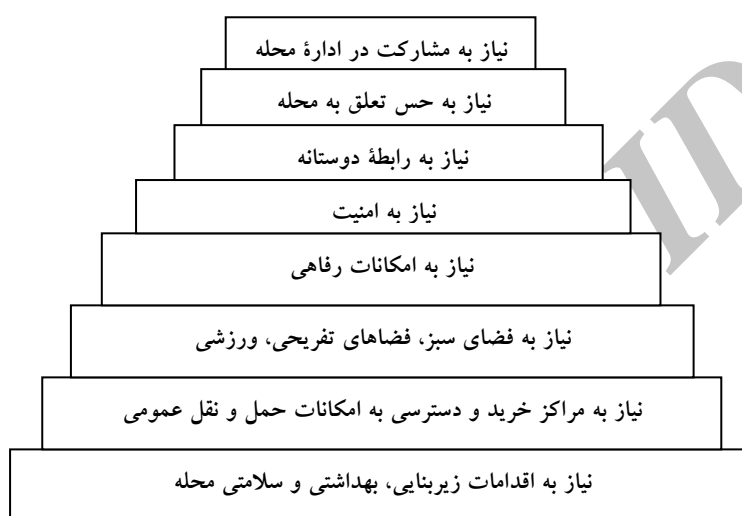 نیاز به مشارکت در ادارهٔ محله
نیاز به حس تعلق به محله
نیاز به رابطهٔ دوستانه
نیاز به امنیت
نیاز به امکانات رفاهی
نیاز به فضای سبز، فضاهای تفریحی، ورزشی
نیاز به مراکز خرید و دسترسی به امکانات حمل و نقل عمومی
نیاز به اقدامات زیربنایی، بهداشتی و سلامتی محله